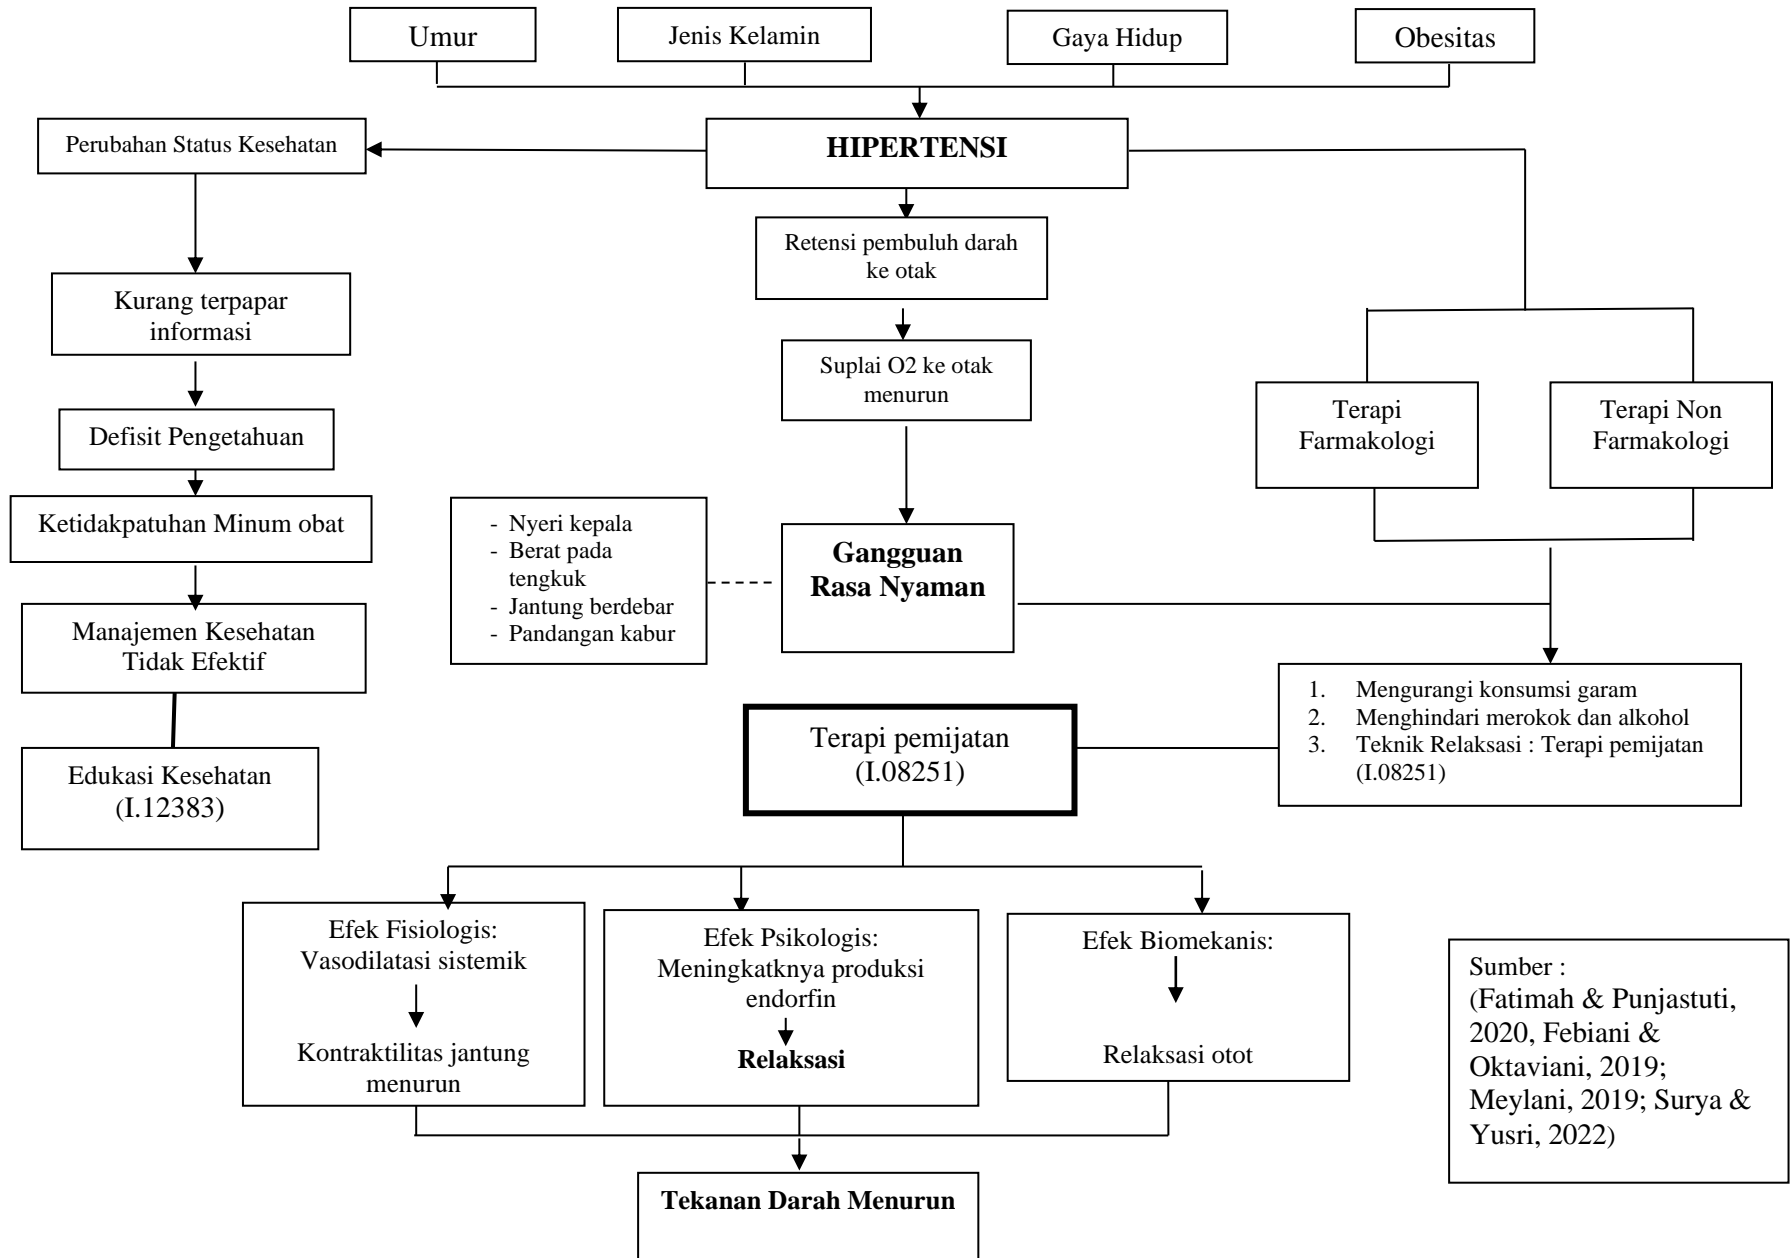 Umur
Jenis Kelamin
Gaya Hidup
Obesitas
Perubahan Status Kesehatan
HIPERTENSI
Retensi pembuluh darah
ke otak
Kurang terpapar
informasi
Suplai O2 ke otak
menurun
Terapi
Farmakologi
Terapi Non
Farmakologi
Defisit Pengetahuan
Ketidakpatuhan Minum obat
- Nyeri kepala
- Berat pada
tengkuk
- Jantung berdebar
- Pandangan kabur
Gangguan
Rasa Nyaman
Manajemen Kesehatan
Tidak Efektif
1. Mengurangi konsumsi garam
2. Menghindari merokok dan alkohol
3. Teknik Relaksasi : Terapi pemijatan
(I.08251)
Terapi pemijatan
(I.08251)
Edukasi Kesehatan
(I.12383)
Efek Fisiologis:
Vasodilatasi sistemik
Kontraktilitas jantung
menurun
Efek Psikologis:
Meningkatknya produksi
endorfin
Relaksasi
Efek Biomekanis:
Relaksasi otot
Sumber :
(Fatimah & Punjastuti,
2020, Febiani &
Oktaviani, 2019;
Meylani, 2019; Surya &
Yusri, 2022)
Tekanan Darah Menurun